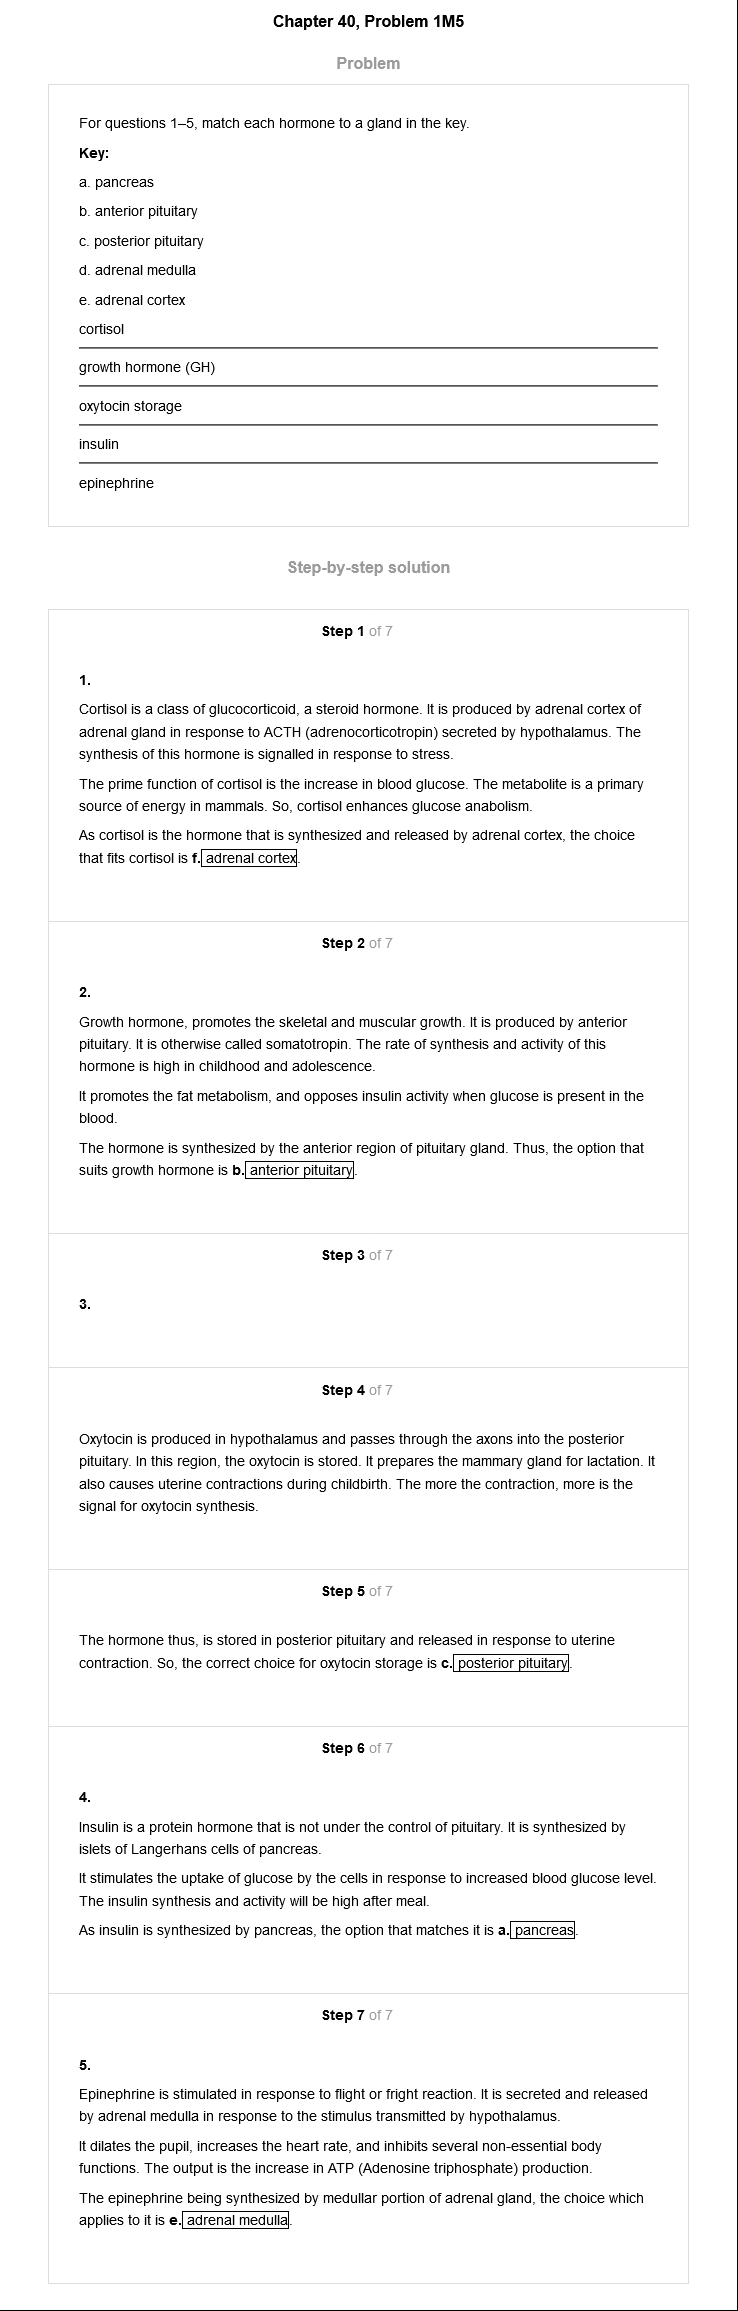 Chapter 40, Problem 1M5
Problem
For questions 1–5, match each hormone to a gland in the key.
Key:
a. pancreas
b. anterior pituitary
c. posterior pituitary
d. adrenal medulla
e. adrenal cortex
cortisol
growth hormone (GH)
oxytocin storage
insulin
epinephrine
Step-by-step solution
Step 1 of 7
1.
Cortisol is a class of glucocorticoid, a steroid hormone. It is produced by adrenal cortex of
adrenal gland in response to ACTH (adrenocorticotropin) secreted by hypothalamus. The
synthesis of this hormone is signalled in response to stress.
The prime function of cortisol is the increase in blood glucose. The metabolite is a primary
source of energy in mammals. So, cortisol enhances glucose anabolism.
As cortisol is the hormone that is synthesized and released by adrenal cortex, the choice
that fits cortisol is f. adrenal cortex.
Step 2 of 7
2.
Growth hormone, promotes the skeletal and muscular growth. It is produced by anterior
pituitary. It is otherwise called somatotropin. The rate of synthesis and activity of this
hormone is high in childhood and adolescence.
It promotes the fat metabolism, and opposes insulin activity when glucose is present in the
blood.
The hormone is synthesized by the anterior region of pituitary gland. Thus, the option that
suits growth hormone is b. anterior pituitary.
Step 3 of 7
3.
Step 4 of 7
Oxytocin is produced in hypothalamus and passes through the axons into the posterior
pituitary. In this region, the oxytocin is stored. It prepares the mammary gland for lactation. It
also causes uterine contractions during childbirth. The more the contraction, more is the
signal for oxytocin synthesis.
Step 5 of 7
The hormone thus, is stored in posterior pituitary and released in response to uterine
contraction. So, the correct choice for oxytocin storage is c. posterior pituitary.
Step 6 of 7
4.
Insulin is a protein hormone that is not under the control of pituitary. It is synthesized by
islets of Langerhans cells of pancreas.
It stimulates the uptake of glucose by the cells in response to increased blood glucose level.
The insulin synthesis and activity will be high after meal.
As insulin is synthesized by pancreas, the option that matches it is a. pancreas.
Step 7 of 7
5.
Epinephrine is stimulated in response to flight or fright reaction. It is secreted and released
by adrenal medulla in response to the stimulus transmitted by hypothalamus.
It dilates the pupil, increases the heart rate, and inhibits several non-essential body
functions. The output is the increase in ATP (Adenosine triphosphate) production.
The epinephrine being synthesized by medullar portion of adrenal gland, the choice which
applies to it is e. adrenal medulla.